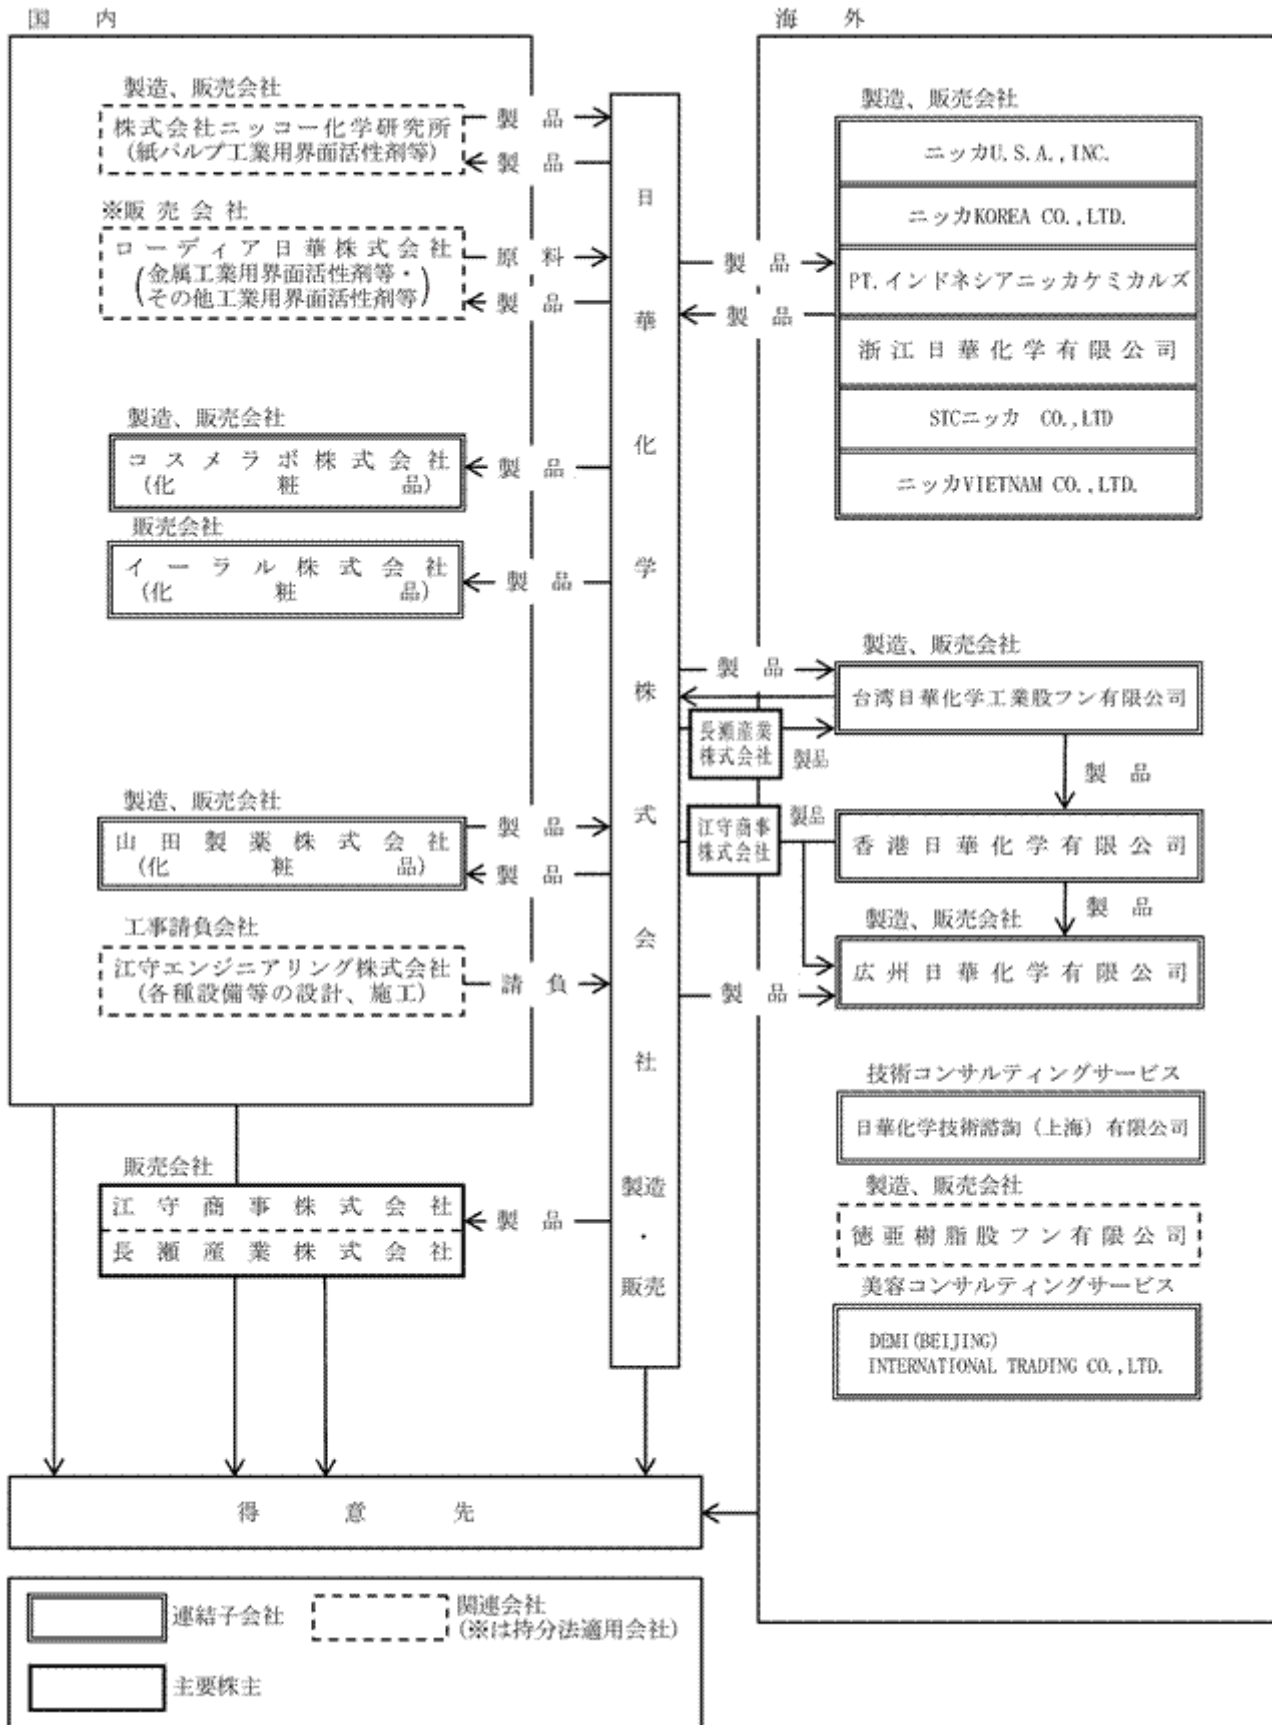 国 内
製造、販売会社
株式会社ニッコー化学研究所
(紙パルプ工業用界面活性剤等)
製 品
製 品
※販 売 会 社
ローディア日華株式会社
(金属工業用界面活性剤等・
その他工業用界面活性剤等)
原 料
製 品
製造、販売会社
コスメラボ株式会社
(化 粧 品)
製 品
販売会社
イーラル株式会社
(化 粧 品)
製 品
製造、販売会社
山田製薬株式会社
(化 粧 品)
製 品
製 品
工事請負会社
江守エンジニアリング株式会社
(各種設備等の設計、施工)
請 負
販売会社
江守商事株式会社
長瀬産業株式会社
製 品
日華化学株式会社
製造・販売
海 外
製造、販売会社
ニッカU.S.A.,INC.
ニッカKOREA CO.,LTD.
PT.インドネシアニッカケミカルズ
浙江日華化学有限公司
STCニッカ CO.,LTD
ニッカVIETNAM CO.,LTD.
製 品
製 品
製造、販売会社
台湾日華化学工業股フン有限公司
製 品
長瀬産業
株式会社
製品
製 品
江守商事
株式会社
製品
香港日華化学有限公司
製 品
製造、販売会社
広州日華化学有限公司
製 品
技術コンサルティングサービス
日華化学技術諮詢(上海)有限公司
製造、販売会社
徳亜樹脂股フン有限公司
美容コンサルティングサービス
DEMI(BEIJING)
INTERNATIONAL TRADING CO.,LTD.
得 意 先
連結子会社
関連会社
(※は持分法適用会社)
主要株主